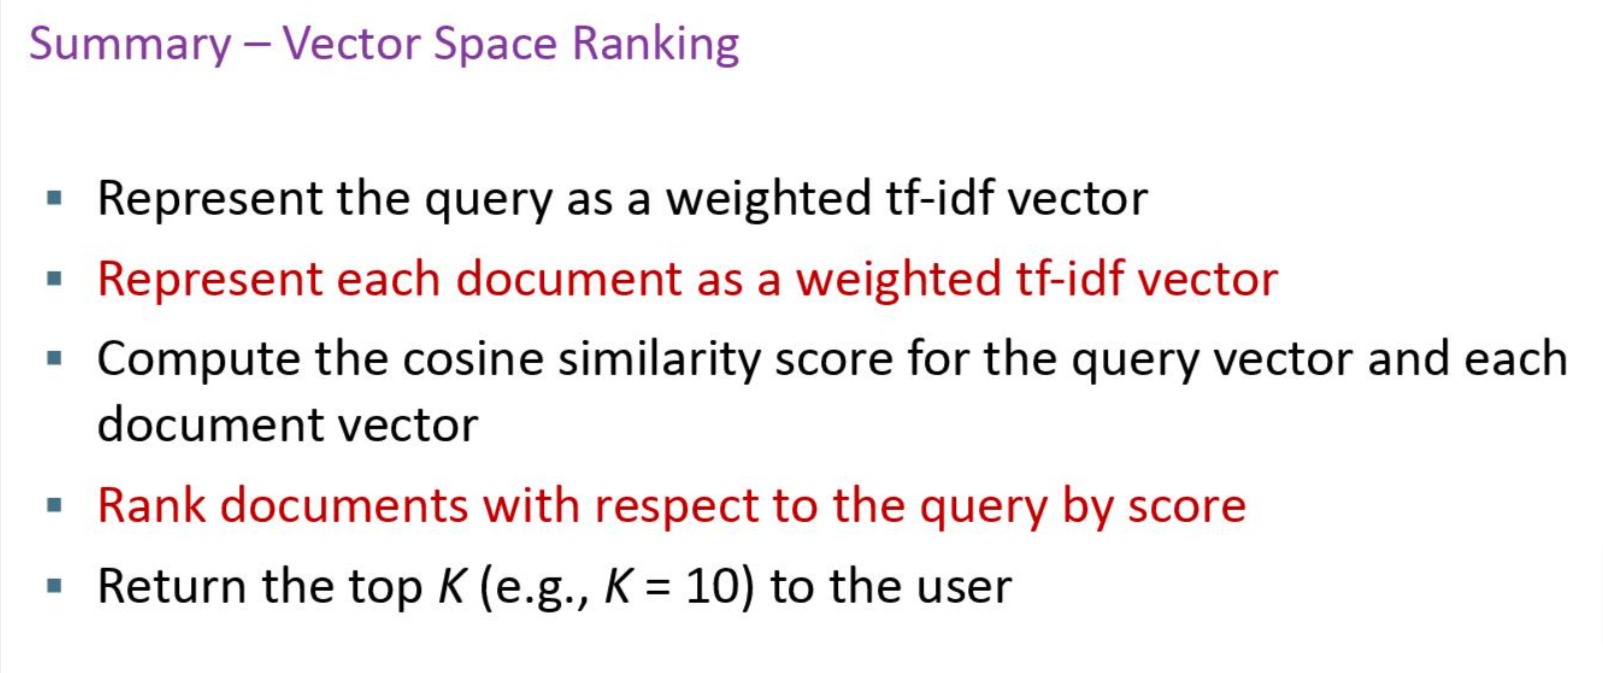 Summary – Vector Space Ranking
▪ Represent the query as a weighted tf-idf vector
▪ Represent each document as a weighted tf-idf vector
▪ Compute the cosine similarity score for the query vector and each
document vector
▪ Rank documents with respect to the query by score
▪ Return the top K (e.g., K = 10) to the user